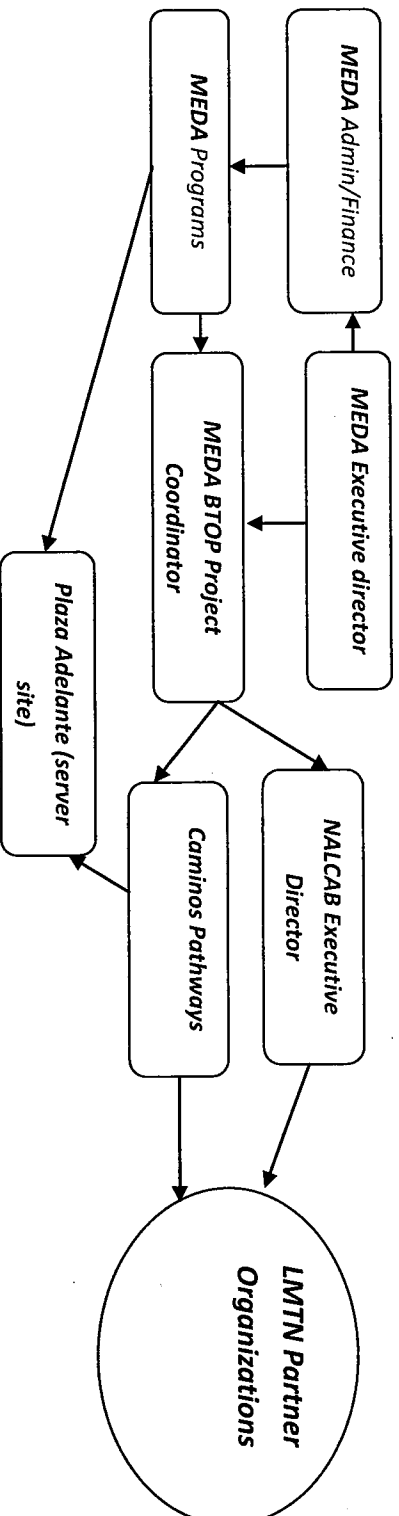 MEDA Admin/Finance
MEDA Executive director
NALCAB Executive
Director
LMTN Partner
Organizations
MEDA Programs
MEDA BTOP Project
Coordinator
Caminos Pathways
Plaza Adelante (server
site)